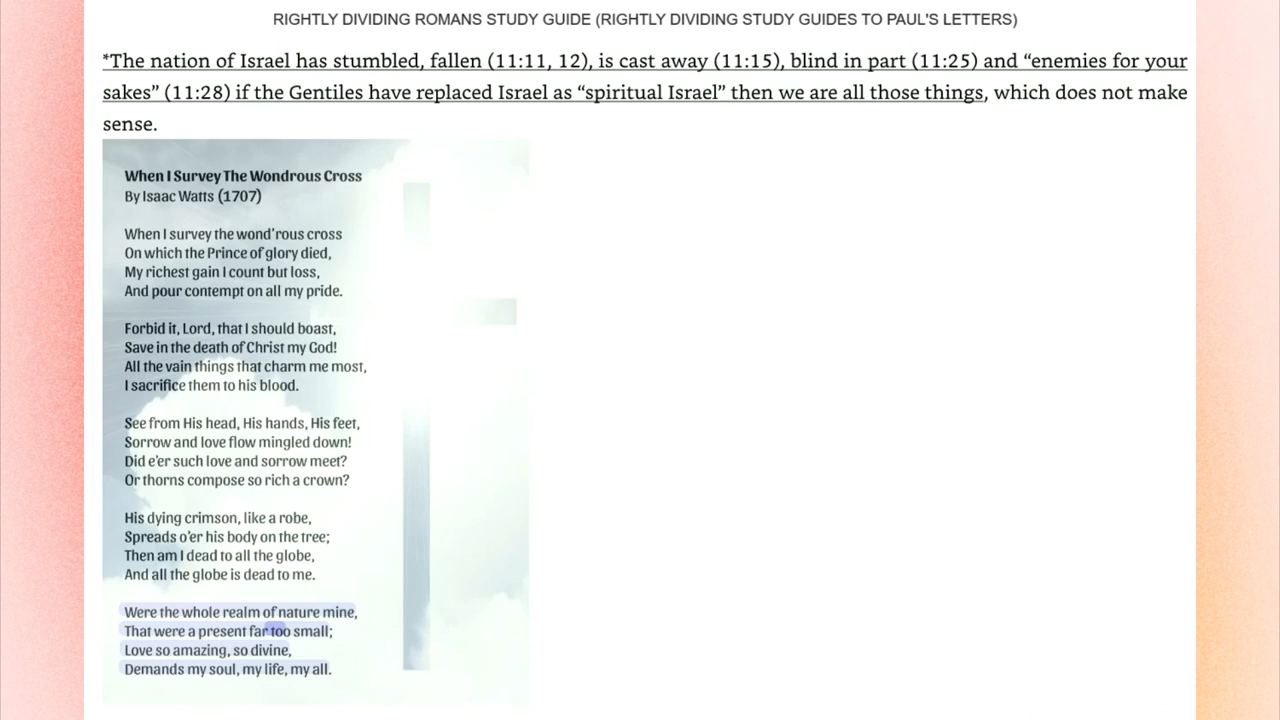 RIGHTLY DIVIDING ROMANS STUDY GUIDE (RIGHTLY DIVIDING STUDY GUIDES TO PAUL'S LETTERS)
*The nation of Israel has stumbled, fallen (11:11, 12), is cast away (11:15), blind in part (11:25) and “enemies for your
sakes” (11:28) if the Gentiles have replaced Israel as “spiritual Israel” then we are all those things, which does not make
sense.
When I Survey The Wondrous Cross
By Isaac Watts (1707)
When I survey the wond'rous cross
On which the Prince of glory died,
My richest gain I count but loss,
And pour contempt on all my pride.
Forbid it, Lord, that I should boast,
Save in the death of Christ my God!
All the vain things that charm me most,
I sacrifice them to his blood.
See from His head, His hands, His feet,
Sorrow and love flow mingled down!
Did e'er such love and sorrow meet?
Or thorns compose so rich a crown?
His dying crimson, like a robe,
Spreads o'er his body on the tree;
Then am I dead to all the globe,
And all the globe is dead to me.
Were the whole realm of nature mine,
That were a present far too small;
Love so amazing, so divine,
Demands my soul, my life, my all.